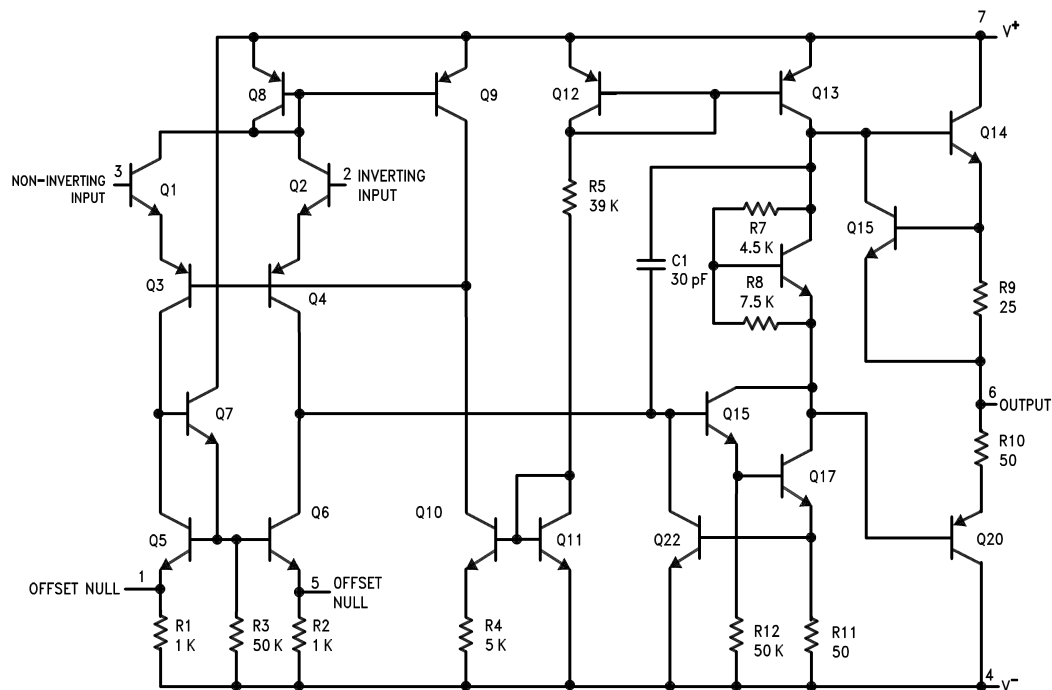 7
V+
Q8
Q9
Q12
Q13
Q14
3
NON-INVERTING
INPUT
Q1
Q2
2 INVERTING
INPUT
R5
39 K
R7
4.5 K
Q15
Q3
Q4
C1
30 pF
R8
7.5 K
R9
25
Q7
Q15
6
OUTPUT
R10
50
Q17
Q5
Q6
Q10
Q11
Q22
Q20
1
OFFSET NULL
5 OFFSET
NULL
R1
1 K
R3
50 K
R2
1 K
R4
5 K
R12
50 K
R11
50
4
V-